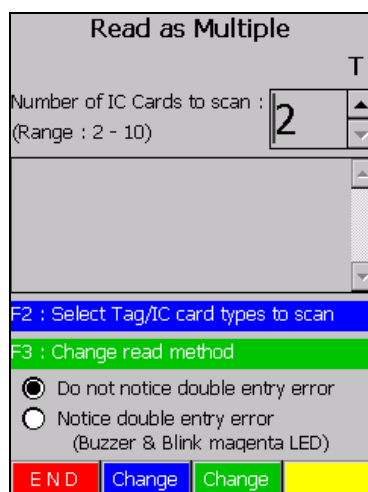 Read as Multiple
T
Number of IC Cards to scan :
2
(Range : 2 - 10)
F2 : Select Tag/IC card types to scan
F3 : Change read method
Do not notice double entry error
Notice double entry error
(Buzzer & Blink magenta LED)
E N D Change Change